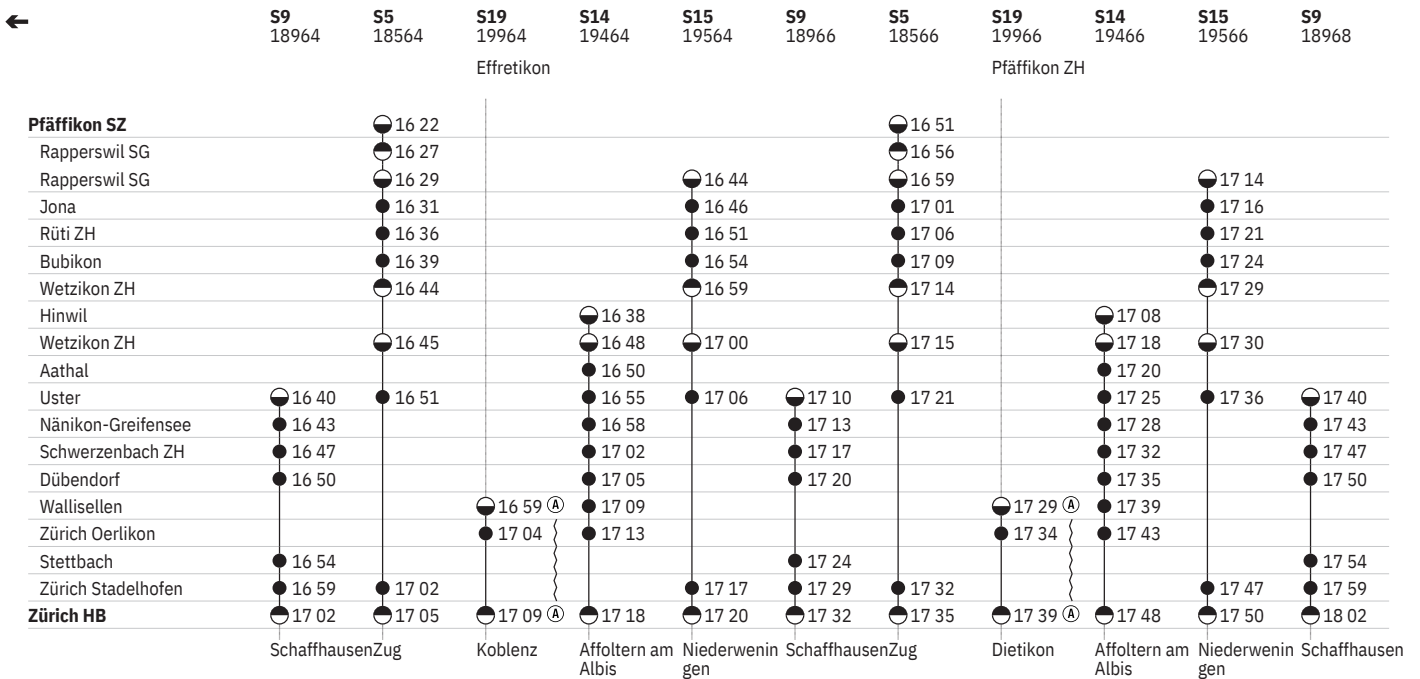 S9 S5 S19 S14 S15 S9 S5 S19 S14 S15 S9
18964 18564 19964 19464 19564 18966 18566 19966 19466 19566 18968
Effretikon Pfäffikon ZH
Pfäffikon SZ 16 22 16 51
Rapperswil SG 16 27 16 56
Rapperswil SG 16 29 16 44 16 59 17 14
Jona 16 31 16 46 17 01 17 16
Rüti ZH 16 36 16 51 17 06 17 21
Bubikon 16 39 16 54 17 09 17 24
Wetzikon ZH 16 44 16 59 17 14 17 29
Hinwil 16 38 17 08
Wetzikon ZH 16 45 16 48 17 00 17 15 17 18 17 30
Aathal 16 50 17 20
Uster 16 40 16 51 16 55 17 06 17 10 17 21 17 25 17 36 17 40
Nänikon-Greifensee 16 43 16 58 17 13 17 28 17 43
Schwerzenbach ZH 16 47 17 02 17 17 17 32 17 47
Dübendorf 16 50 17 05 17 20 17 35 17 50
Wallisellen 16 59 A 17 09 17 29 A 17 39
Zürich Oerlikon 17 04 17 13 17 34 17 43
Stettbach 16 54 17 24 17 54
Zürich Stadelhofen 16 59 17 02 17 17 17 29 17 32 17 47 17 59
Zürich HB 17 02 17 05 17 09 A 17 18 17 20 17 32 17 35 17 39 A 17 48 17 50 18 02
Schaffhausen Zug Koblenz Affoltern am Niederwenin Schaffhausen Zug Dietikon Affoltern am Niederwenin Schaffhausen
Albis gen Albis gen